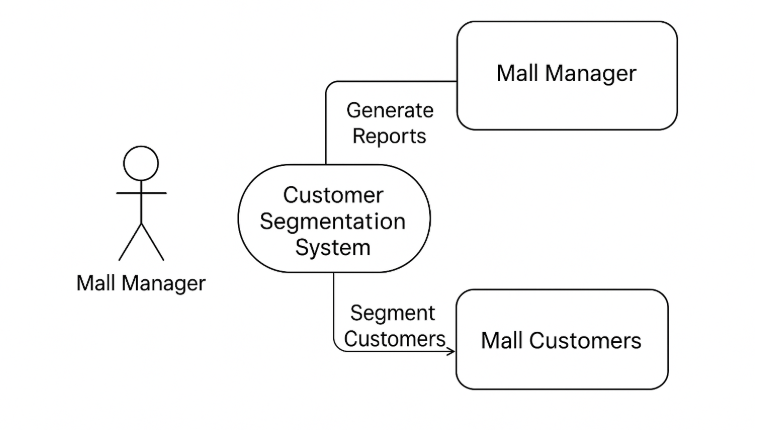 Mall Manager
Generate
Reports
Customer
Segmentation
System
Mall Manager
Segment
Customers
Mall Customers